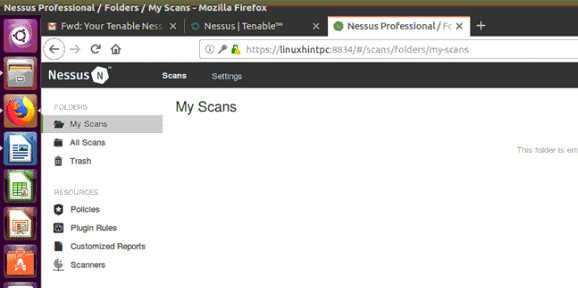 Nessus Professional / Folders / My Scans - Mozilla Firefox
Fwd: Your Tenable Ness
Nessus | Tenable™
Nessus Professional / Fo
https://linuxhintpc:8834/#/scans/folders/my-scans
Nessus N Scans Settings
FOLDERS
My Scans
All Scans
Trash
RESOURCES
Policies
Plugin Rules
Customized Reports
Scanners
My Scans
This folder is em